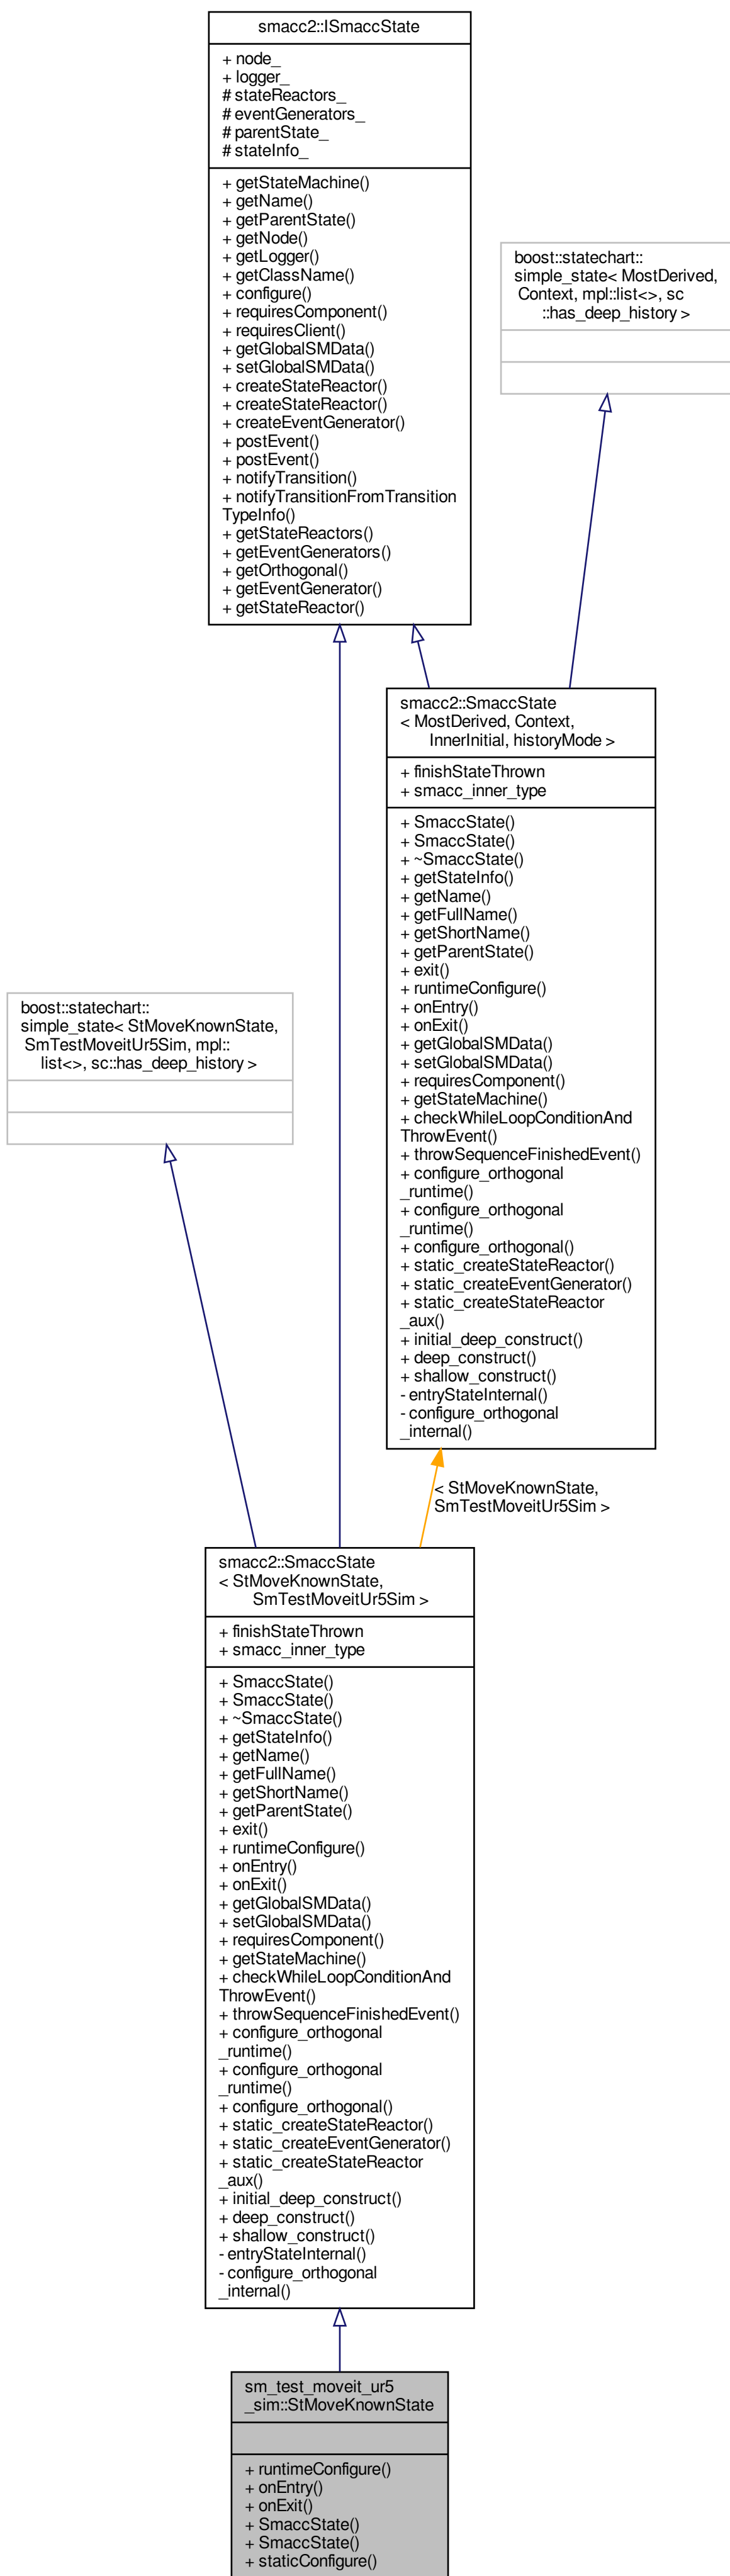 smacc2::ISmaccState
+ node_
+ logger_
# stateReactors_
# eventGenerators_
# parentState_
# stateInfo_
+ getStateMachine()
+ getName()
+ getParentState()
+ getNode()
+ getLogger()
+ getClassName()
+ configure()
+ requiresComponent()
+ requiresClient()
+ getGlobalSMData()
+ setGlobalSMData()
+ createStateReactor()
+ createStateReactor()
+ createEventGenerator()
+ postEvent()
+ postEvent()
+ notifyTransition()
+ notifyTransitionFromTransition
TypeInfo()
+ getStateReactors()
+ getEventGenerators()
+ getOrthogonal()
+ getEventGenerator()
+ getStateReactor()
boost::statechart::
simple_state< MostDerived,
Context, mpl::list<>, sc
::has_deep_history >
smacc2::SmaccState
< MostDerived, Context,
InnerInitial, historyMode >
+ finishStateThrown
+ smacc_inner_type
+ SmaccState()
+ SmaccState()
+ ~SmaccState()
+ getStateInfo()
+ getName()
+ getFullName()
+ getShortName()
+ getParentState()
+ exit()
+ runtimeConfigure()
+ onEntry()
+ onExit()
+ getGlobalSMData()
+ setGlobalSMData()
+ requiresComponent()
+ getStateMachine()
+ checkWhileLoopConditionAnd
ThrowEvent()
+ throwSequenceFinishedEvent()
+ configure_orthogonal
_runtime()
+ configure_orthogonal
_runtime()
+ configure_orthogonal()
+ static_createStateReactor()
+ static_createEventGenerator()
+ static_createStateReactor
_aux()
+ initial_deep_construct()
+ deep_construct()
+ shallow_construct()
- entryStateInternal()
- configure_orthogonal
_internal()
boost::statechart::
simple_state< StMoveKnownState,
SmTestMoveitUr5Sim, mpl::
list<>, sc::has_deep_history >
< StMoveKnownState,
SmTestMoveitUr5Sim >
smacc2::SmaccState
< StMoveKnownState,
SmTestMoveitUr5Sim >
+ finishStateThrown
+ smacc_inner_type
+ SmaccState()
+ SmaccState()
+ ~SmaccState()
+ getStateInfo()
+ getName()
+ getFullName()
+ getShortName()
+ getParentState()
+ exit()
+ runtimeConfigure()
+ onEntry()
+ onExit()
+ getGlobalSMData()
+ setGlobalSMData()
+ requiresComponent()
+ getStateMachine()
+ checkWhileLoopConditionAnd
ThrowEvent()
+ throwSequenceFinishedEvent()
+ configure_orthogonal
_runtime()
+ configure_orthogonal
_runtime()
+ configure_orthogonal()
+ static_createStateReactor()
+ static_createEventGenerator()
+ static_createStateReactor
_aux()
+ initial_deep_construct()
+ deep_construct()
+ shallow_construct()
- entryStateInternal()
- configure_orthogonal
_internal()
sm_test_moveit_ur5
_sim::StMoveKnownState
+ runtimeConfigure()
+ onEntry()
+ onExit()
+ SmaccState()
+ SmaccState()
+ staticConfigure()